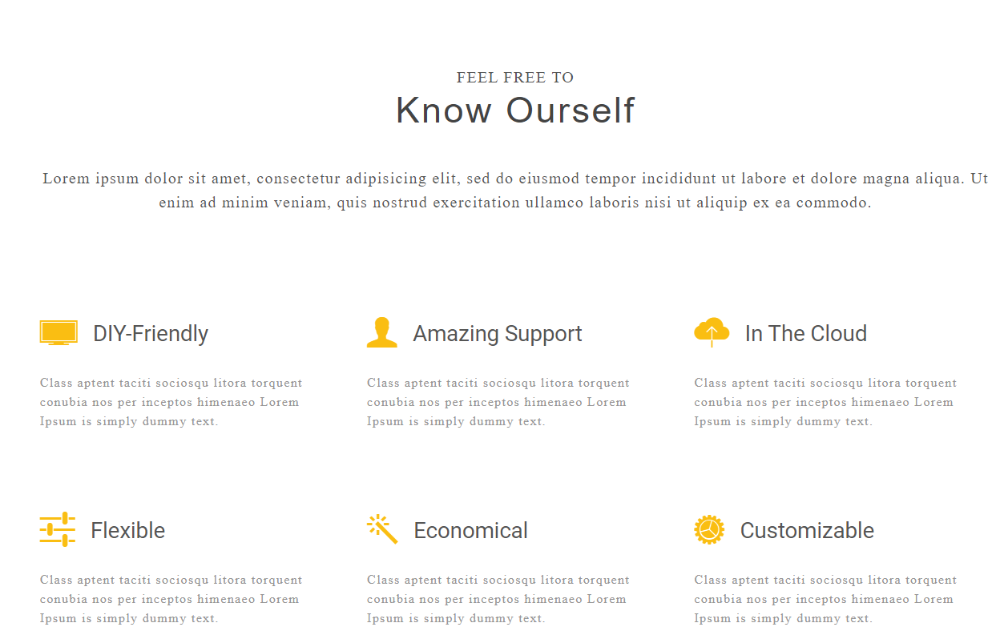 FEEL FREE TO
Know Ourself
Lorem ipsum dolor sit amet, consectetur adipisicing elit, sed do eiusmod tempor incididunt ut labore et dolore magna aliqua. Ut
enim ad minim veniam, quis nostrud exercitation ullamco laboris nisi ut aliquip ex ea commodo.
DIY-Friendly
Class aptent taciti sociosqu litora torquent
conubia nos per inceptos himenaeo Lorem
Ipsum is simply dummy text.
Amazing Support
Class aptent taciti sociosqu litora torquent
conubia nos per inceptos himenaeo Lorem
Ipsum is simply dummy text.
In The Cloud
Class aptent taciti sociosqu litora torquent
conubia nos per inceptos himenaeo Lorem
Ipsum is simply dummy text.
Flexible
Class aptent taciti sociosqu litora torquent
conubia nos per inceptos himenaeo Lorem
Ipsum is simply dummy text.
Economical
Class aptent taciti sociosqu litora torquent
conubia nos per inceptos himenaeo Lorem
Ipsum is simply dummy text.
Customizable
Class aptent taciti sociosqu litora torquent
conubia nos per inceptos himenaeo Lorem
Ipsum is simply dummy text.